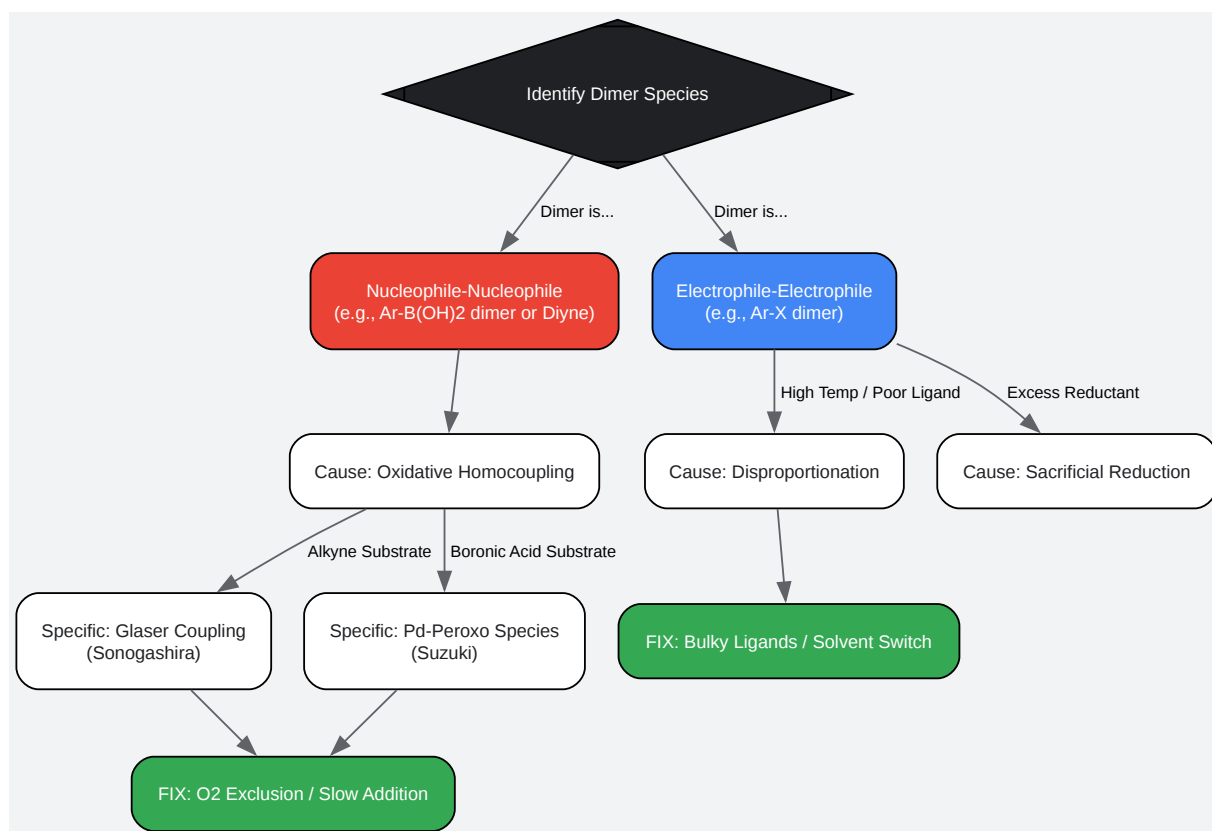 Identify Dimer Species
Dimer is...
Dimer is...
Nucleophile-Nucleophile
(e.g., Ar-B(OH)2 dimer or Diyne)
Electrophile-Electrophile
(e.g., Ar-X dimer)
High Temp / Poor Ligand
Excess Reductant
Cause: Oxidative Homocoupling
Cause: Disproportionation
Cause: Sacrificial Reduction
Alkyne Substrate
Boronic Acid Substrate
Specific: Glaser Coupling
(Sonogashira)
Specific: Pd-Peroxo Species
(Suzuki)
FIX: Bulky Ligands / Solvent Switch
FIX: O2 Exclusion / Slow Addition